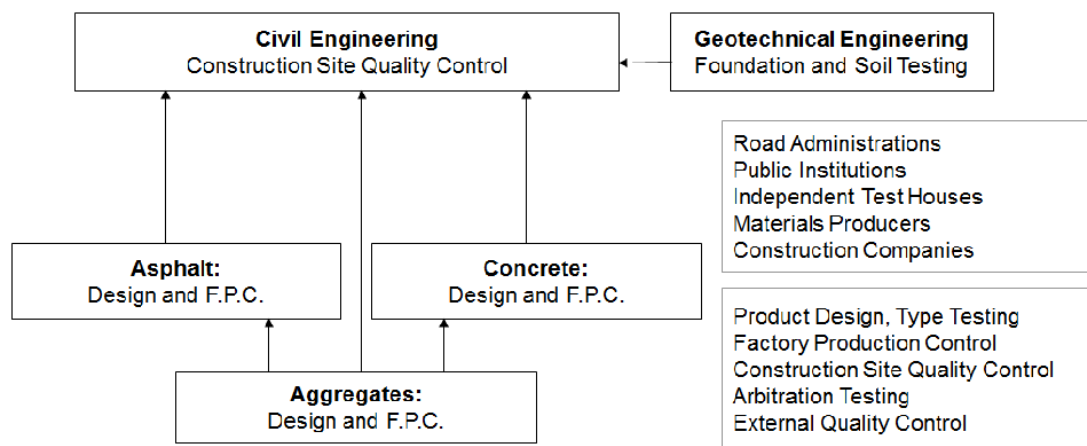 Civil Engineering
Construction Site Quality Control
Geotechnical Engineering
Foundation and Soil Testing
Road Administrations
Public Institutions
Independent Test Houses
Materials Producers
Construction Companies
Asphalt:
Design and F.P.C.
Concrete:
Design and F.P.C.
Product Design, Type Testing
Factory Production Control
Construction Site Quality Control
Arbitration Testing
External Quality Control
Aggregates:
Design and F.P.C.